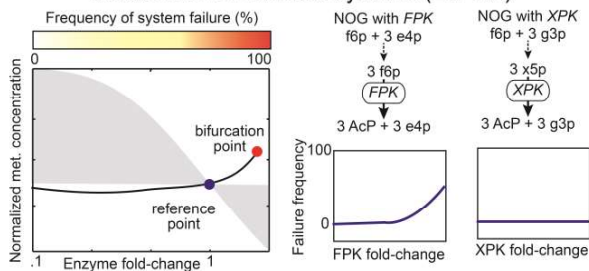 Frequency of system failure (%)
0
100
Normalized met. concentration
bifurcation
point
reference
point
.1
1
Enzyme fold-change
NOG with FPK
f6p + 3 e4p
3 f6p
FPK
3 AcP + 3 e4p
NOG with XPK
f6p + 3 g3p
3 x5p
XPK
3 AcP + 3 g3p
Failure frequency
100
0
FPK fold-change
XPK fold-change